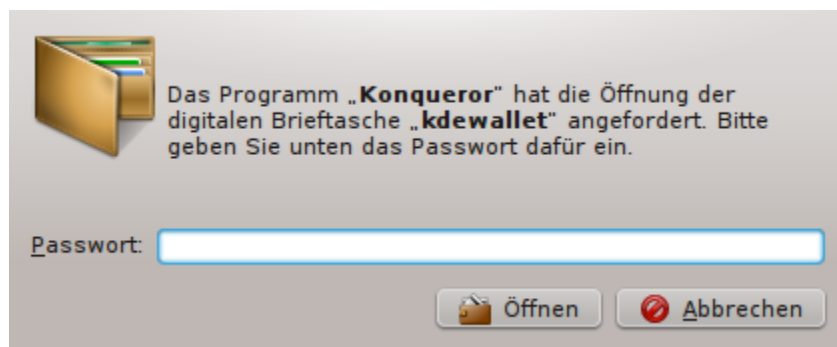 Das Programm „Konqueror" hat die Öffnung der
digitalen Brieftasche „kdewallet" angefordert. Bitte
geben Sie unten das Passwort dafür ein.
Passwort:
Öffnen Abbrechen